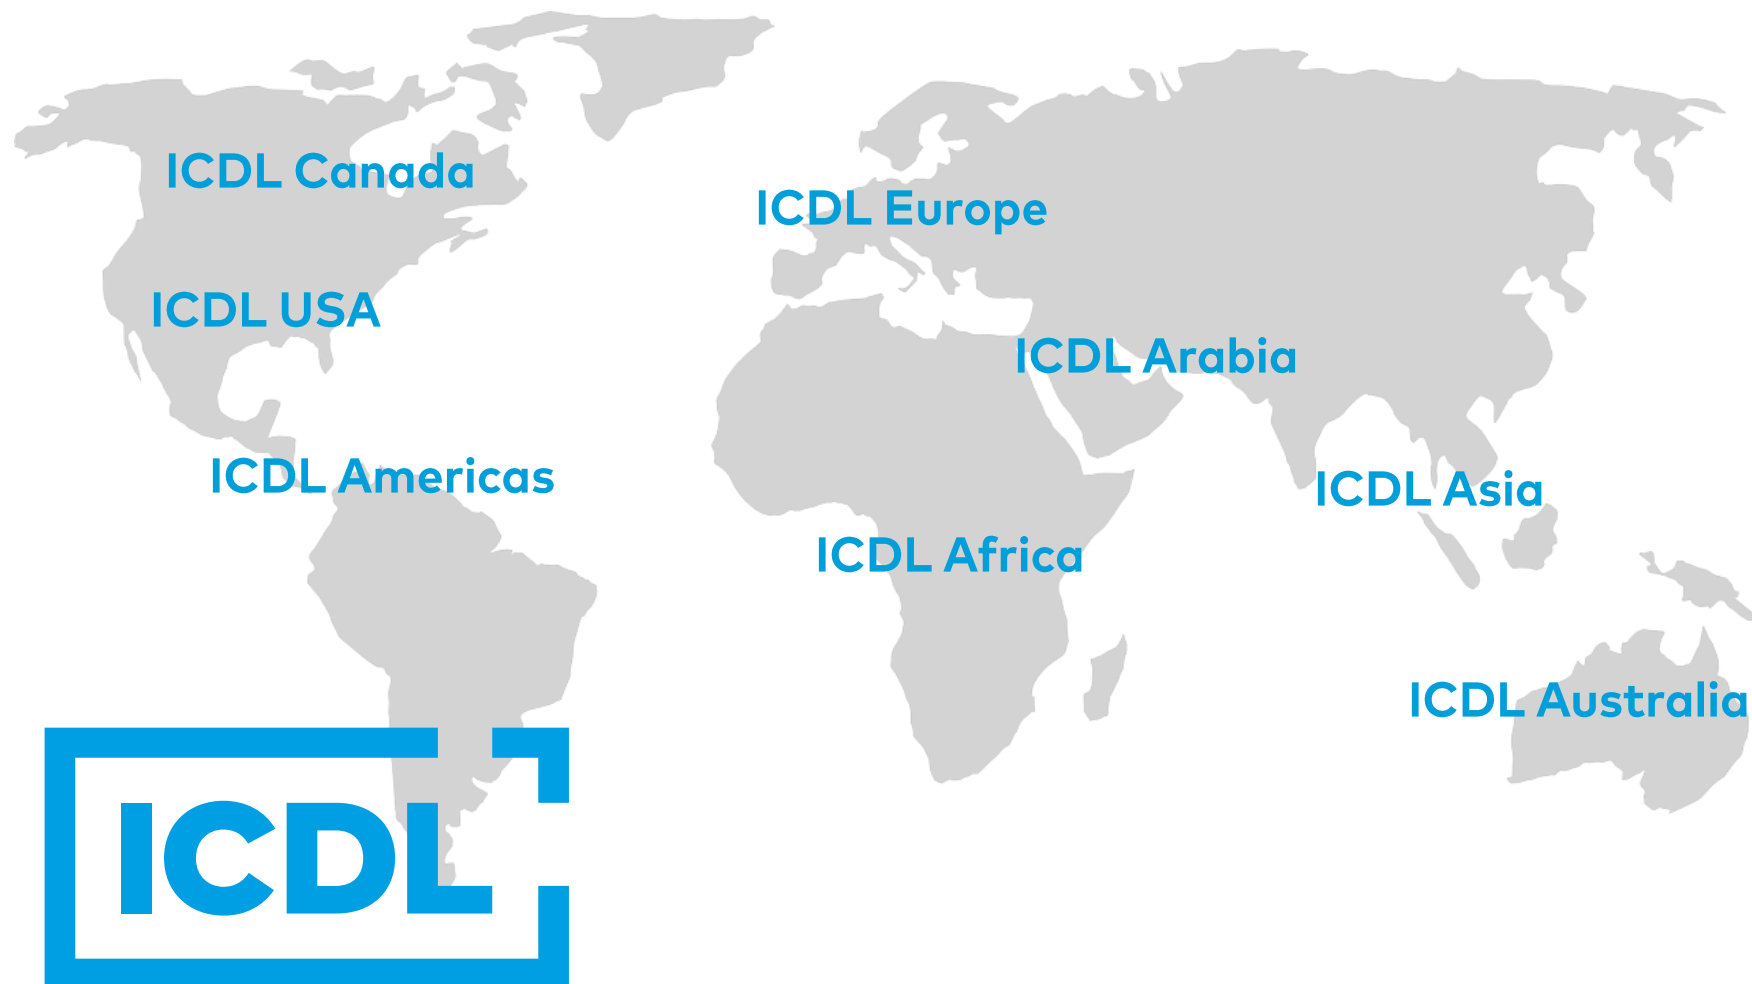 ICDL Canada
ICDL Europe
ICDL USA
ICDL Arabia
ICDL Americas
ICDL Asia
ICDL Africa
ICDL Australia
ICDL